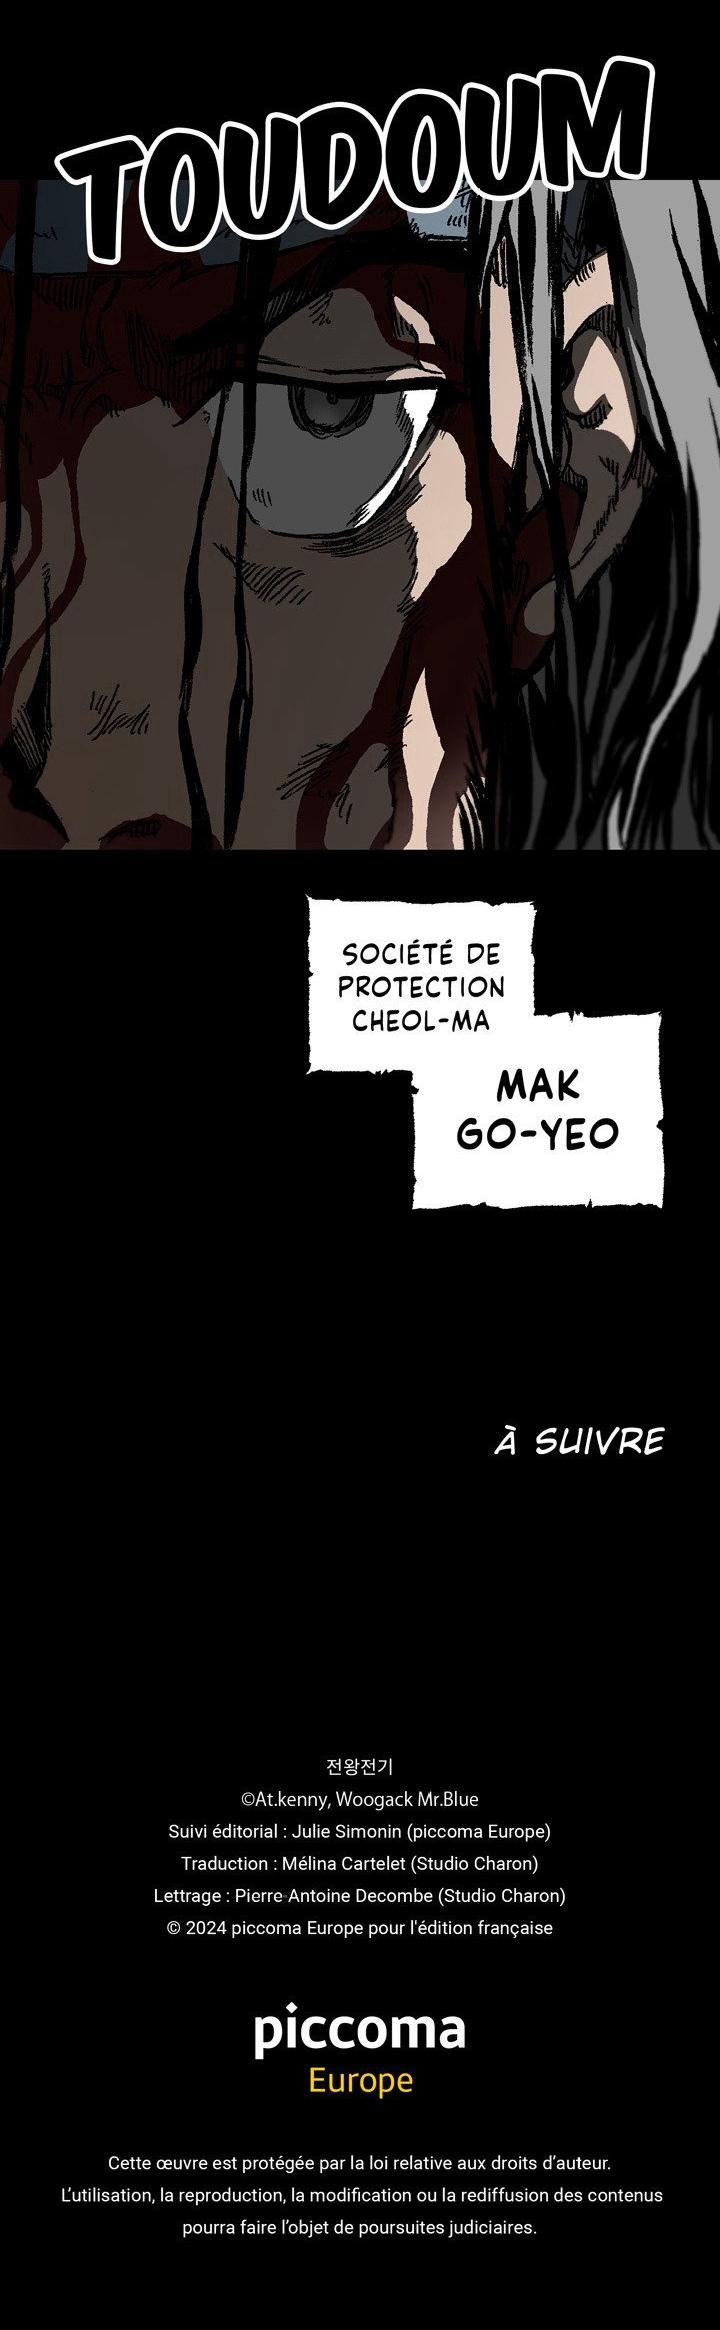 TOUDOUM
SOCIÉTÉ DE
PROTECTION
CHEOL-MA
MAK
GO-YEO
À SUIVRE
전왕전기
©At.kenny, Woogack Mr.Blue
Suivi éditorial : Julie Simonin (piccoma Europe)
Traduction : Mélina Cartelet (Studio Charon)
Lettrage : Pierre-Antoine Decombe (Studio Charon)
© 2024 piccoma Europe pour l'édition française
piccoma
Europe
Cette œuvre est protégée par la loi relative aux droits d’auteur.
L’utilisation, la reproduction, la modification ou la rediffusion des contenus
pourra faire l’objet de poursuites judiciaires.